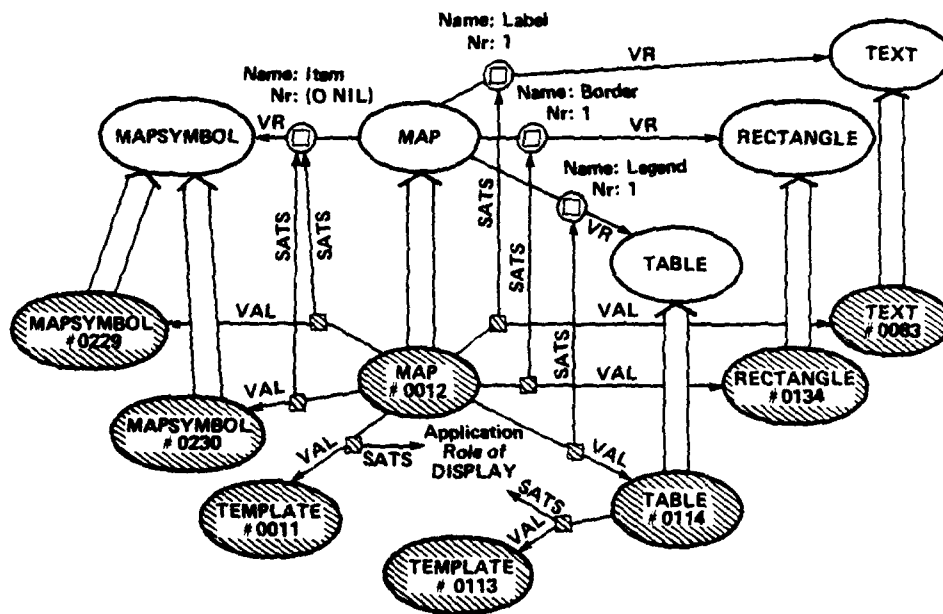 Name: Label
Nr: 1
VR
TEXT
Name: Item
Nr: (0 NIL)
Name: Border
Nr: 1
MAPSYMBOL
VR
MAP
VR
RECTANGLE
Name: Legend
Nr: 1
SATS
SATS
SATS
SATS
SATS
VR
TABLE
MAPSYMBOL
#0229
VAL
VAL
TEXT
#0083
MAP
#0012
VAL
VAL
RECTANGLE
#0134
MAPSYMBOL
#0230
VAL
SATS
Application
Role of
DISPLAY
VAL
TEMPLATE
#0011
SATS
VAL
TABLE
#0114
TEMPLATE
#0113